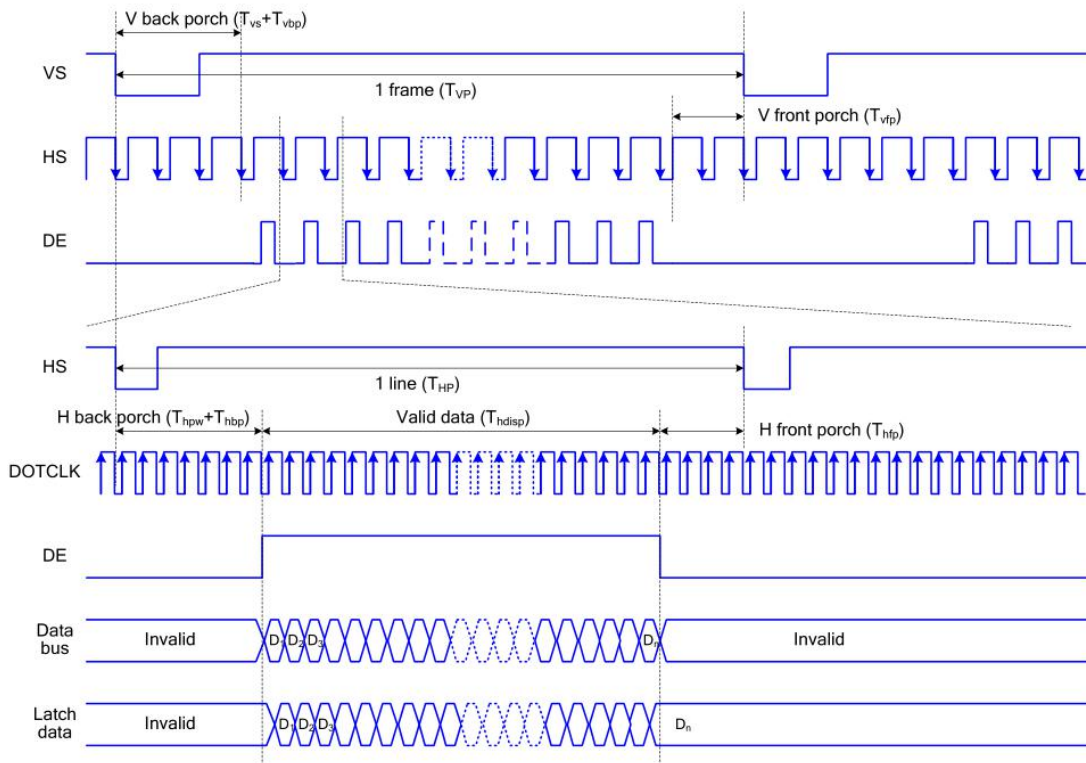 V back porch (Tvs+Tvbp)
VS
1 frame (TVP)
V front porch (Tvfp)
HS
DE
HS
1 line (THP)
H back porch (Thpw+Thbp)
Valid data (Thdisp)
H front porch (Thfp)
DOTCLK
DE
Data
bus
Invalid
D1 D2 D3
Dn
Invalid
Latch
data
Invalid
D1 D2 D3
Dn